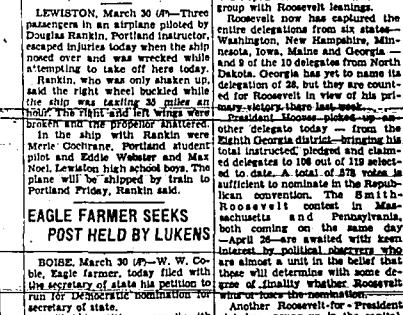 LEWISTON, March 30 (AP)—Three
passengers in an airplane piloted by
Douglas Rankin, Portland instructor,
escaped injuries today when the ship
nosed over and was wrecked while
attempting to take off here today.
Rankin, who was only shaken up,
said the right wheel buckled while
the ship was taxiing 35 miles an
hour. The right and left wings were
broken and the propellor shattered.
In the ship with Rankin were
Merle Cochrane, Portland student
pilot and Eddie Webster and Max
Noel, Lewiston high school boys. The
plane will be shipped by train to
Portland Friday, Rankin said.
EAGLE FARMER SEEKS
POST HELD BY LUKENS
BOISE, March 30 (AP)—W. W. Co-
ble, Eagle farmer, today filed with
the secretary of state his petition to
run for Democratic nomination for
secretary of state.
group with Roosevelt leanings.
Roosevelt now has captured the
entire delegations from six states—
Washington, New Hampshire, Min-
nesota, Iowa, Maine and Georgia—
and 9 of the 10 delegates from North
Dakota. Georgia has yet to name its
delegation of 28, but they are count-
ed for Roosevelt in view of his pri-
mary victory there last week.
President Hoover picked up an-
other delegate today — from the
Eighth Georgia district—bringing his
total instructed, pledged and claim-
ed delegates to 108 out of 119 select-
ed to date. A total of 578 votes is
sufficient to nominate in the Repub-
lican convention. The Smith-
Roosevelt contest in Mas-
sachusetts and Pennsylvania,
both coming on the same day
—April 26—are awaited with keen
interest by political observers who
are almost a unit in the belief that
these will determine with some de-
gree of finality whether Roosevelt
wins or loses the nomination.
Another Roosevelt-for-President